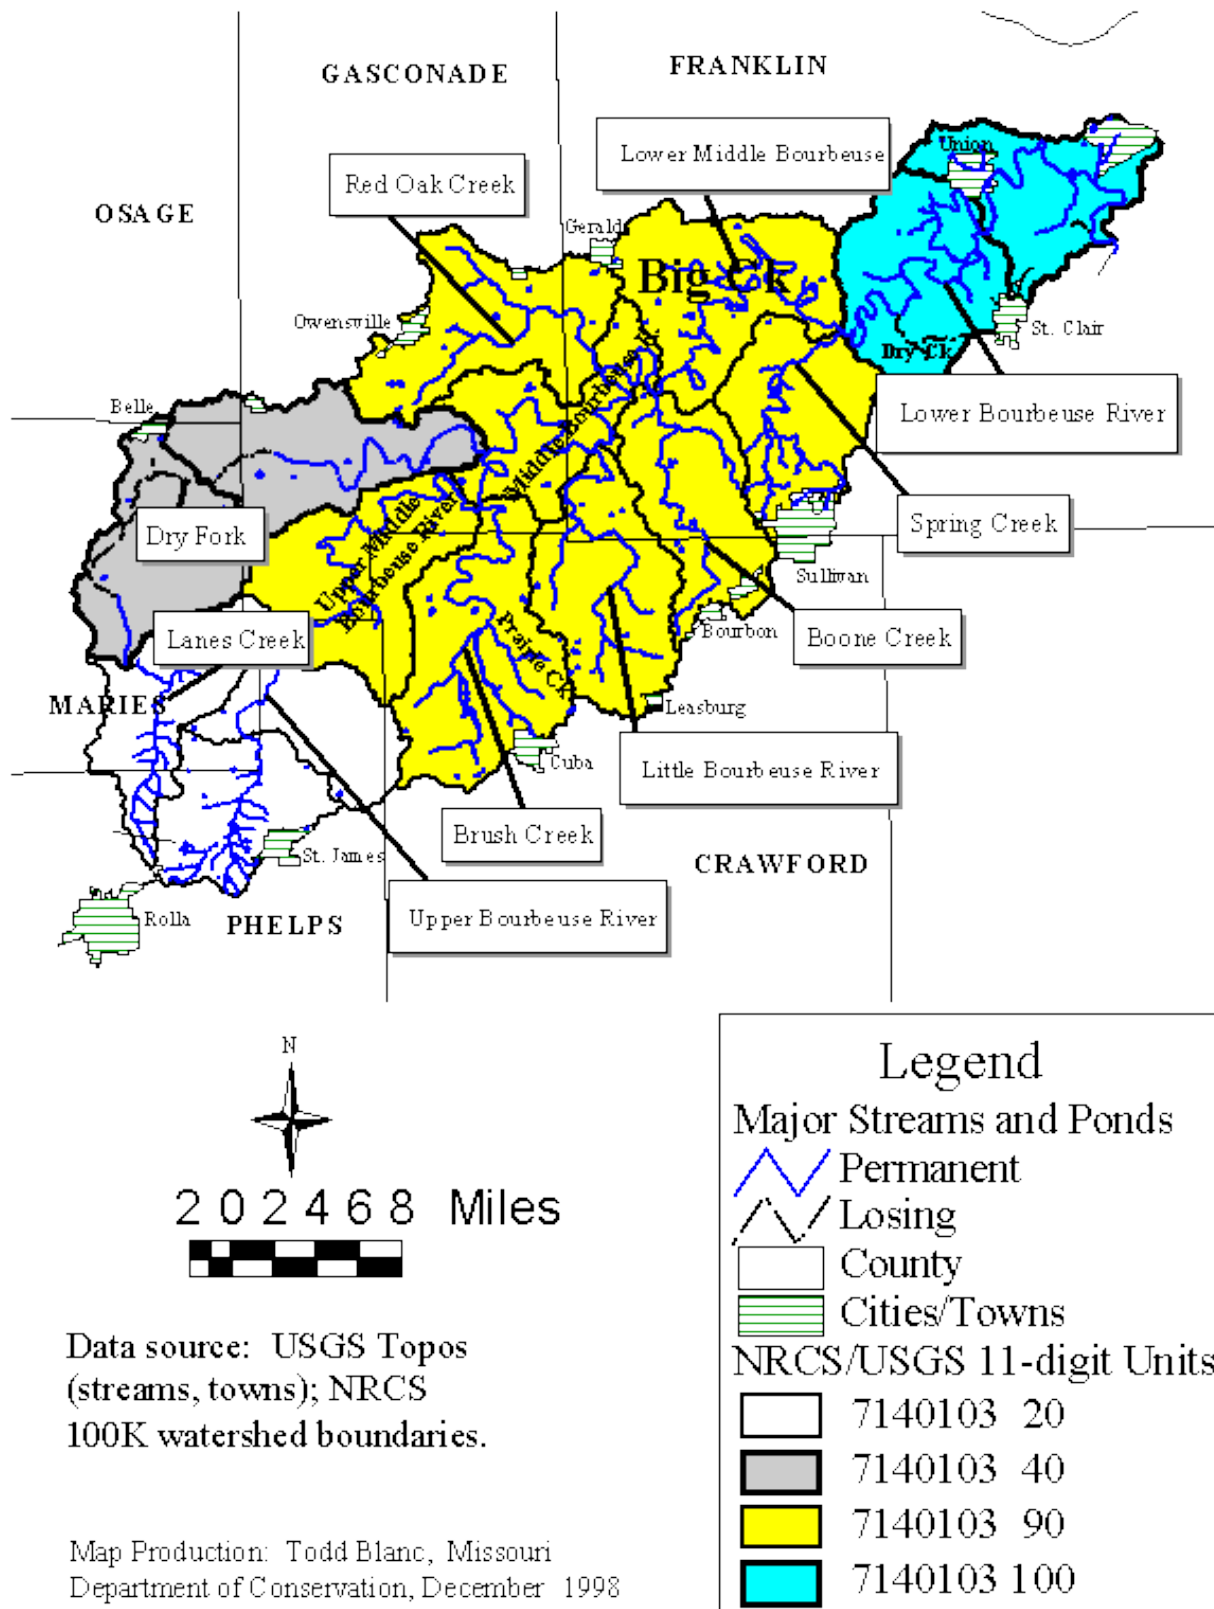 GASCONADE
FRANKLIN
OSAGE
Red Oak Creek
Lower Middle Bourbeuse
Union
Gerald
Big Ck
Owensville
St. Clair
Dry Ck
Belle
Lower Bourbeuse River
Middle Bourbeuse R.
Dry Fork
Upper Middle
Bourbeuse River
Spring Creek
Sullivan
Lanes Creek
Prairie Ck
Bourbon
Boone Creek
MARIES
Leasburg
Cuba
Little Bourbeuse River
Brush Creek
St. James
CRAWFORD
Rolla
PHELPS
Upper Bourbeuse River
N
2 0 2 4 6 8 Miles
Data source: USGS Topos
(streams, towns); NRCS
100K watershed boundaries.
Map Production: Todd Blanc, Missouri
Department of Conservation, December 1998
Legend
Major Streams and Ponds
Permanent
Losing
County
Cities/Towns
NRCS/USGS 11-digit Units
7140103 20
7140103 40
7140103 90
7140103 100